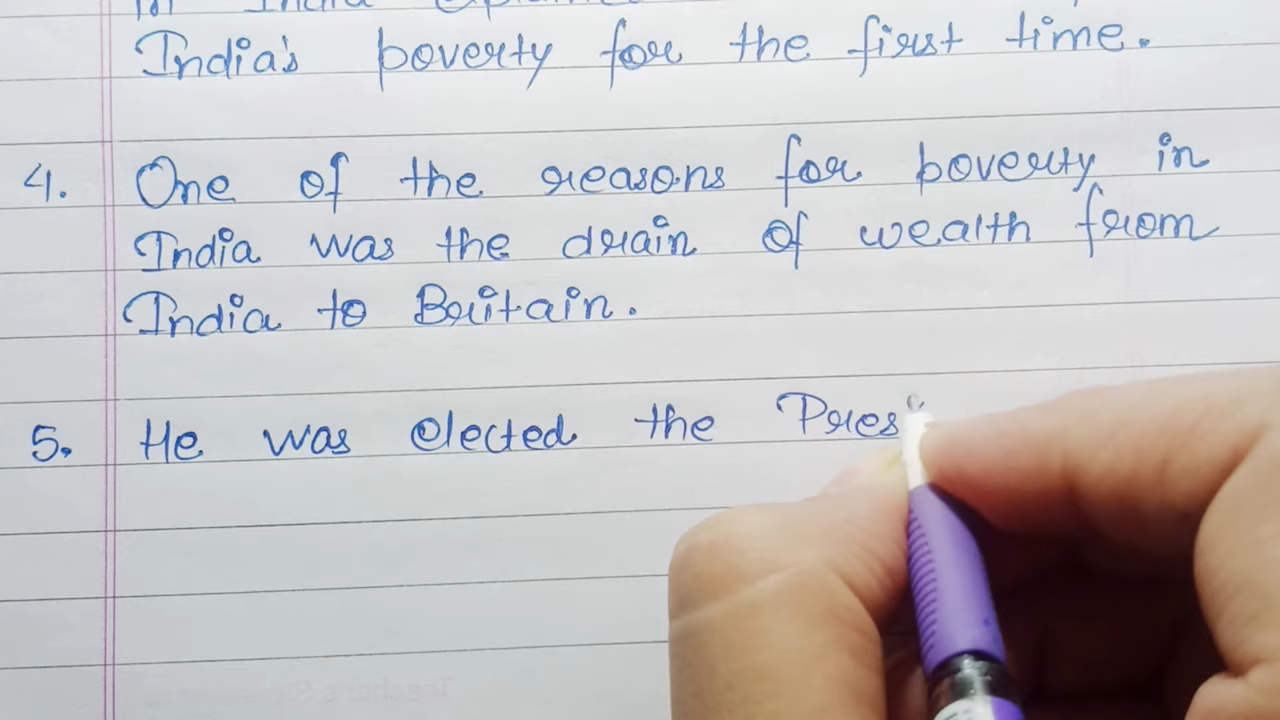 India's poverty for the first time.
4. One of the reasons for poverty in
India was the drain of wealth from
India to Britain.
5. He was elected the Presi